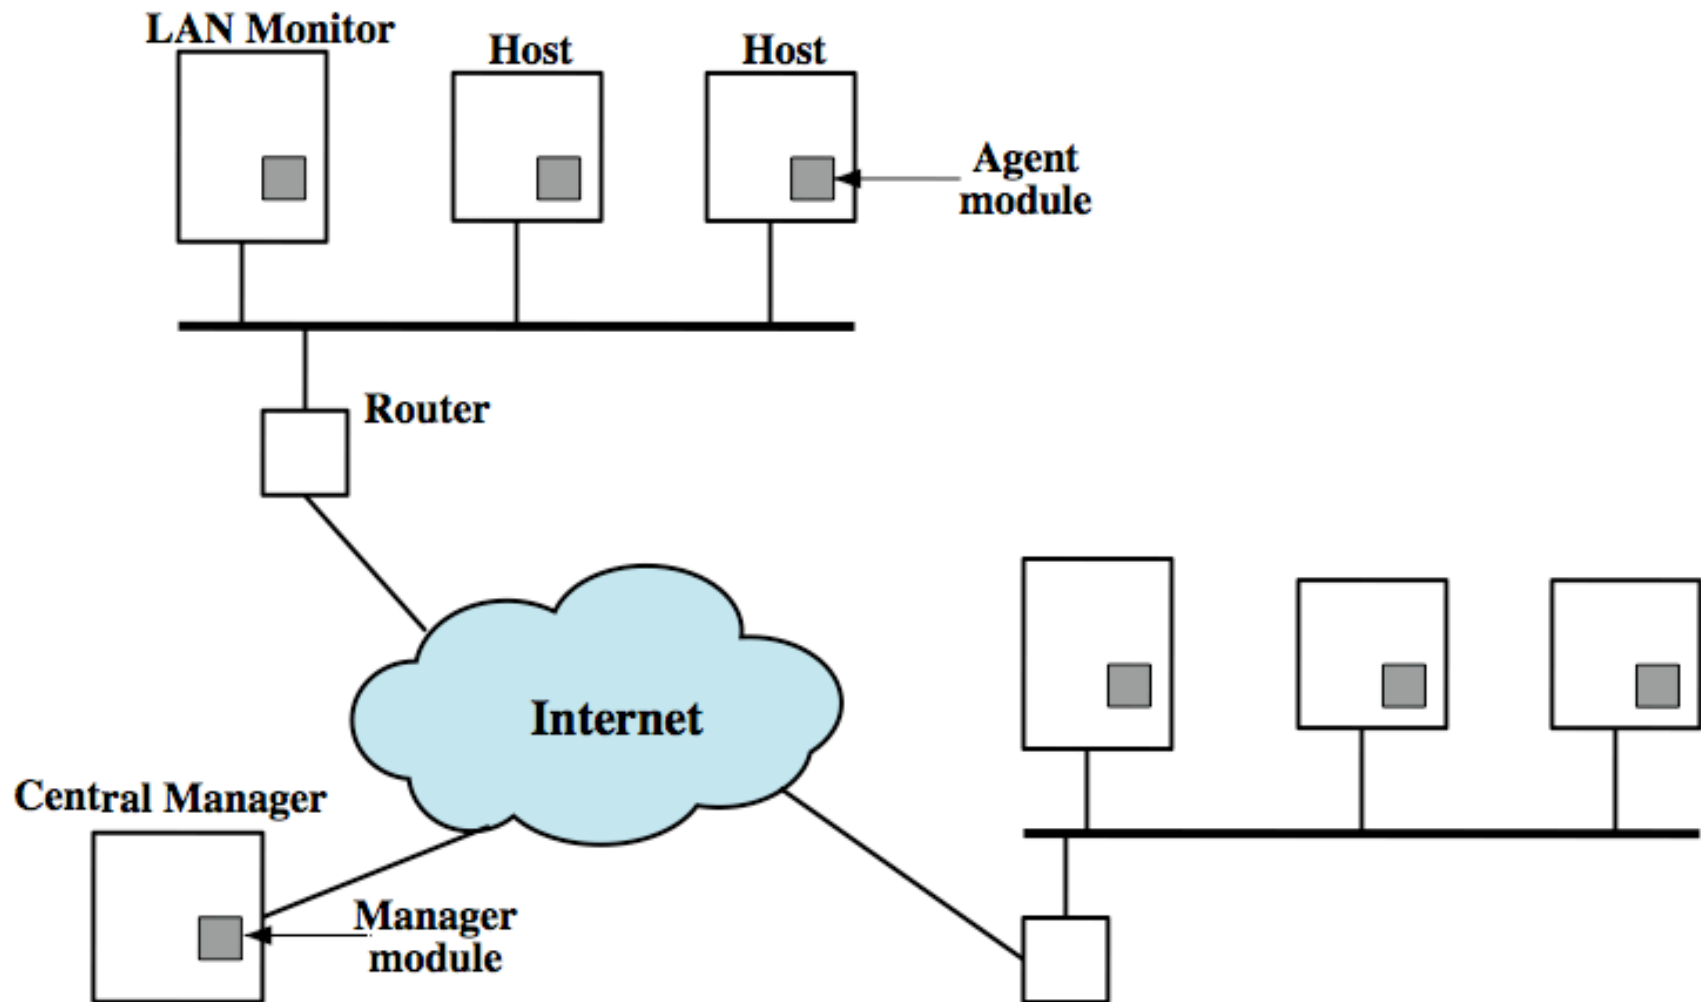 LAN Monitor
Host
Host
Agent
module
Router
Internet
Central Manager
Manager
module